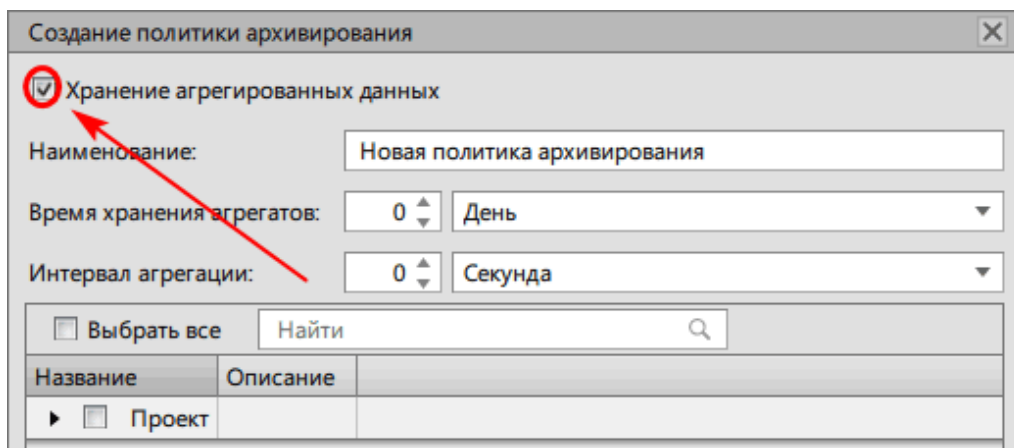 Создание политики архивирования
Хранение агрегированных данных
Наименование: Новая политика архивирования
Время хранения агрегатов: 0 День
Интервал агрегации: 0 Секунда
Выбрать все Найти
Название Описание
Проект